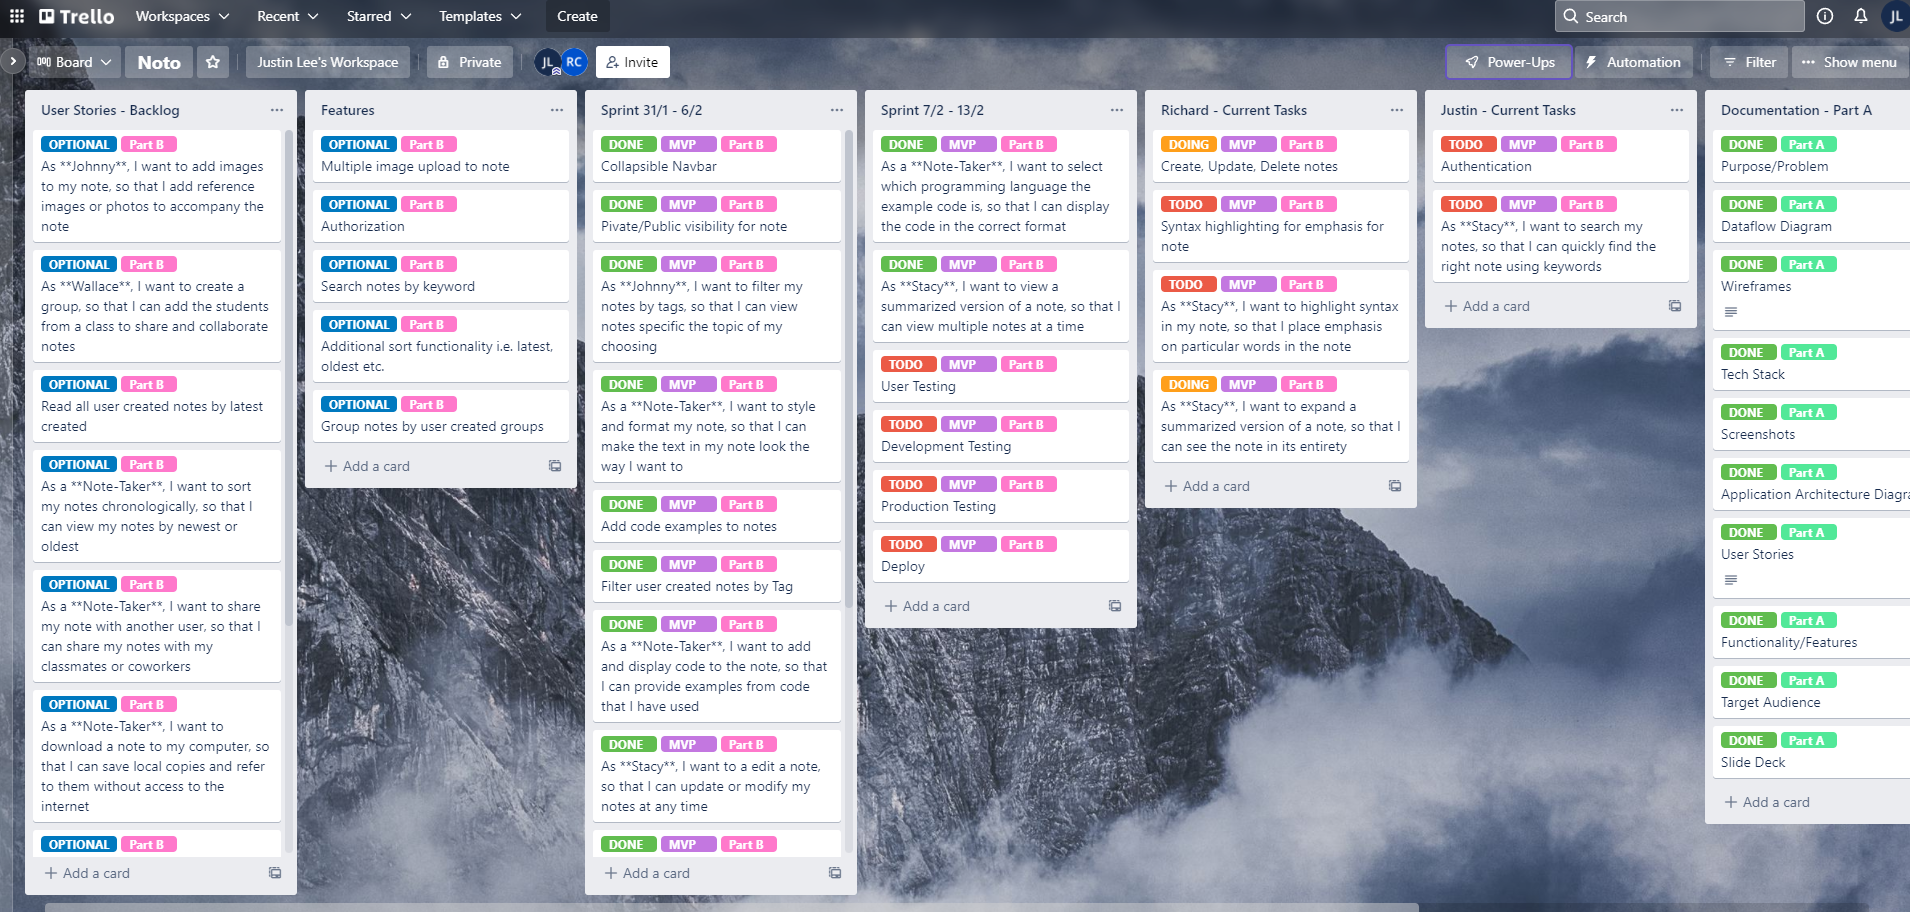 Trello
Workspaces
Recent
Starred
Templates
Create
Search
JL
Board
Noto
Justin Lee's Workspace
Private
JL
RC
Invite
Power-Ups
Automation
Filter
Show menu
User Stories - Backlog
OPTIONAL Part B
As **Johnny**, I want to add images
to my note, so that I add reference
images or photos to accompany the
note
OPTIONAL Part B
As **Wallace**, I want to create a
group, so that I can add the students
from a class to share and collaborate
notes
OPTIONAL Part B
Read all user created notes by latest
created
OPTIONAL Part B
As a **Note-Taker**, I want to sort
my notes chronologically, so that I
can view my notes by newest or
oldest
OPTIONAL Part B
As a **Note-Taker**, I want to share
my note with another user, so that I
can share my notes with my
classmates or coworkers
OPTIONAL Part B
As a **Note-Taker**, I want to
download a note to my computer, so
that I can save local copies and refer
to them without access to the
internet
OPTIONAL Part B
+ Add a card
Features
OPTIONAL Part B
Multiple image upload to note
OPTIONAL Part B
Authorization
OPTIONAL Part B
Search notes by keyword
OPTIONAL Part B
Additional sort functionality i.e. latest,
oldest etc.
OPTIONAL Part B
Group notes by user created groups
+ Add a card
Sprint 31/1 - 6/2
DONE MVP Part B
Collapsible Navbar
DONE MVP Part B
Pivate/Public visibility for note
DONE MVP Part B
As **Johnny**, I want to filter my
notes by tags, so that I can view
notes specific the topic of my
choosing
DONE MVP Part B
As a **Note-Taker**, I want to style
and format my note, so that I can
make the text in my note look the
way I want to
DONE MVP Part B
Add code examples to notes
DONE MVP Part B
Filter user created notes by Tag
DONE MVP Part B
As a **Note-Taker**, I want to add
and display code to the note, so that
I can provide examples from code
that I have used
DONE MVP Part B
As **Stacy**, I want to a edit a note,
so that I can update or modify my
notes at any time
DONE MVP Part B
+ Add a card
Sprint 7/2 - 13/2
DONE MVP Part B
As a **Note-Taker**, I want to select
which programming language the
example code is, so that I can display
the code in the correct format
DONE MVP Part B
As **Stacy**, I want to view a
summarized version of a note, so that I
can view multiple notes at a time
TODO MVP Part B
User Testing
TODO MVP Part B
Development Testing
TODO MVP Part B
Production Testing
TODO MVP Part B
Deploy
+ Add a card
Richard - Current Tasks
DOING MVP Part B
Create, Update, Delete notes
TODO MVP Part B
Syntax highlighting for emphasis for
note
TODO MVP Part B
As **Stacy**, I want to highlight syntax
in my note, so that I place emphasis
on particular words in the note
DOING MVP Part B
As **Stacy**, I want to expand a
summarized version of a note, so that I
can see the note in its entirety
+ Add a card
Justin - Current Tasks
TODO MVP Part B
Authentication
TODO MVP Part B
As **Stacy**, I want to search my
notes, so that I can quickly find the
right note using keywords
+ Add a card
Documentation - Part A
DONE Part A
Purpose/Problem
DONE Part A
Dataflow Diagram
DONE Part A
Wireframes
DONE Part A
Tech Stack
DONE Part A
Screenshots
DONE Part A
Application Architecture Diagra
DONE Part A
User Stories
DONE Part A
Functionality/Features
DONE Part A
Target Audience
DONE Part A
Slide Deck
+ Add a card